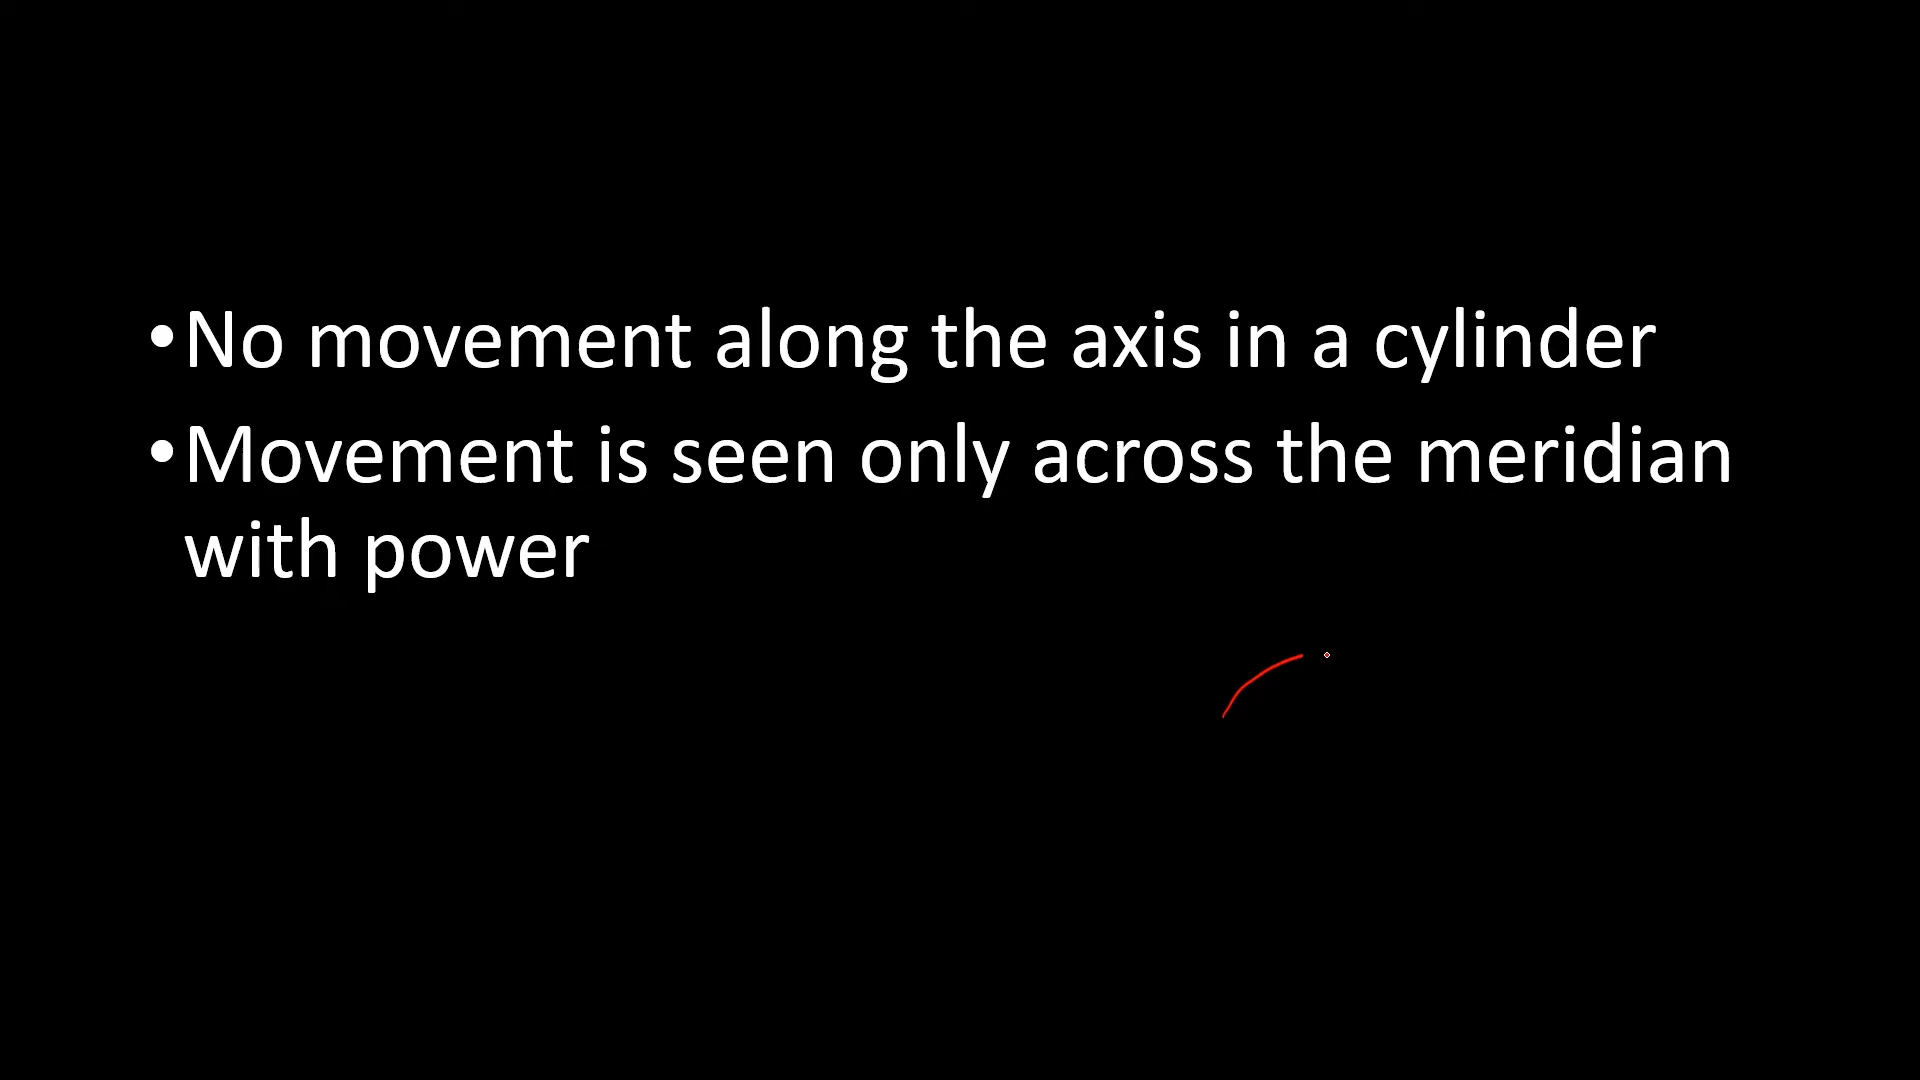 •No movement along the axis in a cylinder
•Movement is seen only across the meridian
with power